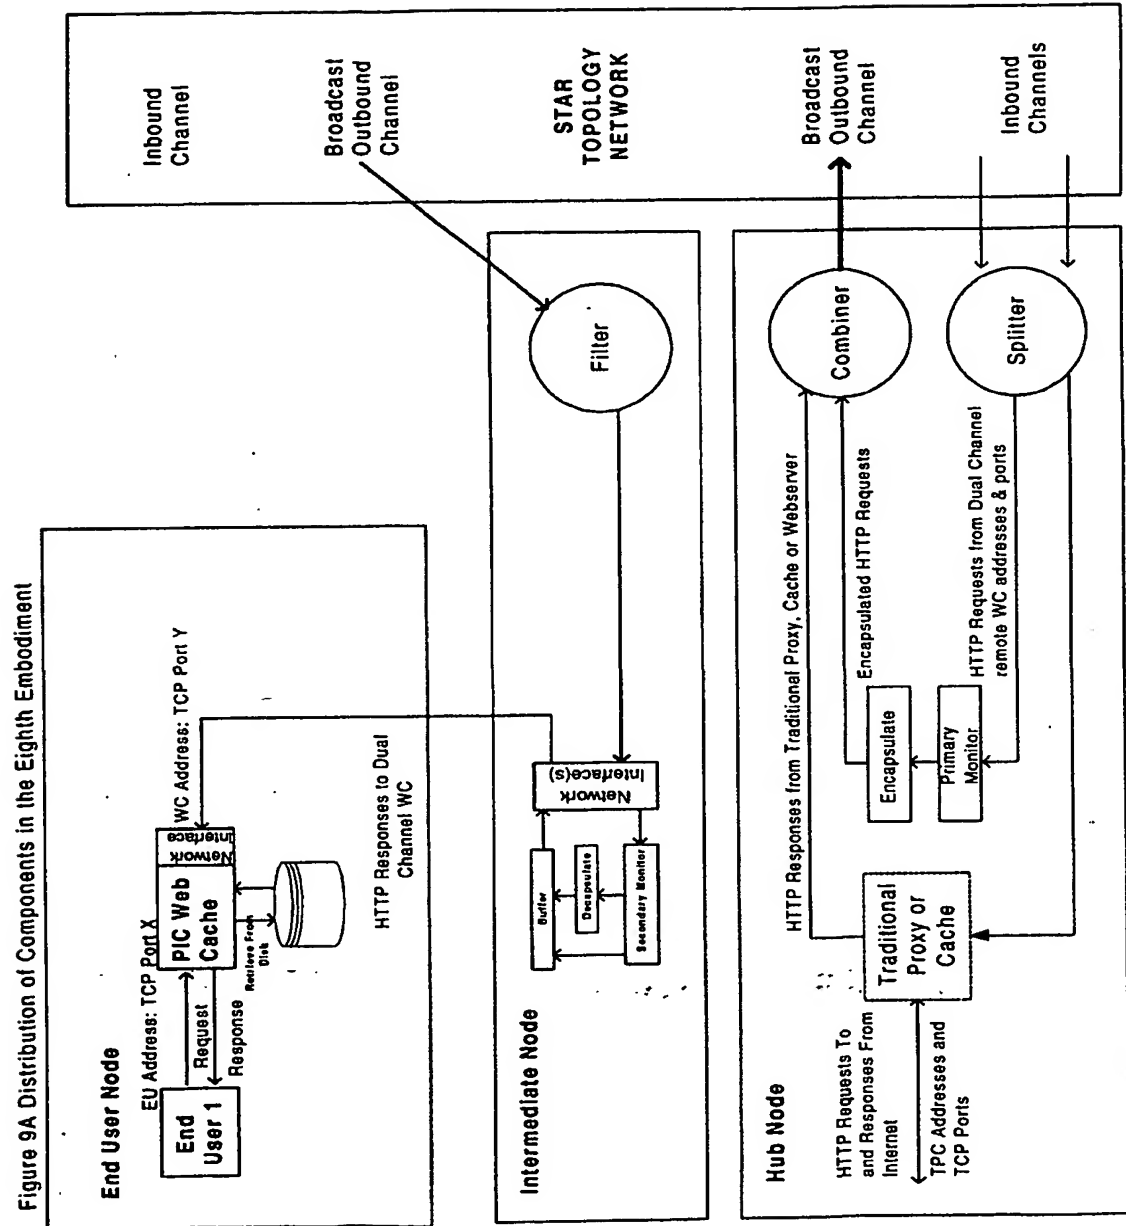 Figure 9A Distribution of Components in the Eighth Embodiment
End User Node
EU Address: TCP Port X
WC Address: TCP Port Y
End
User 1
Request
Response
PIC Web
Cache
Network
Interface
Retrieve From
Disk
HTTP Responses to Dual
Channel WC
Inbound
Channel
Broadcast
Outbound
Channel
STAR
TOPOLOGY
NETWORK
Broadcast
Outbound
Channel
Inbound
Channels
Intermediate Node
Buffer
Decapsulate
Secondary Monitor
Network
Interface(s)
Filter
Hub Node
HTTP Requests To
and Responses From
Internet
TPC Addresses and
TCP Ports
Traditional
Proxy or
Cache
HTTP Responses from Traditional Proxy, Cache or Webserver
Encapsulate
Primary
Monitor
Encapsulated HTTP Requests
HTTP Requests from Dual Channel
remote WC addresses & ports
Combiner
Splitter